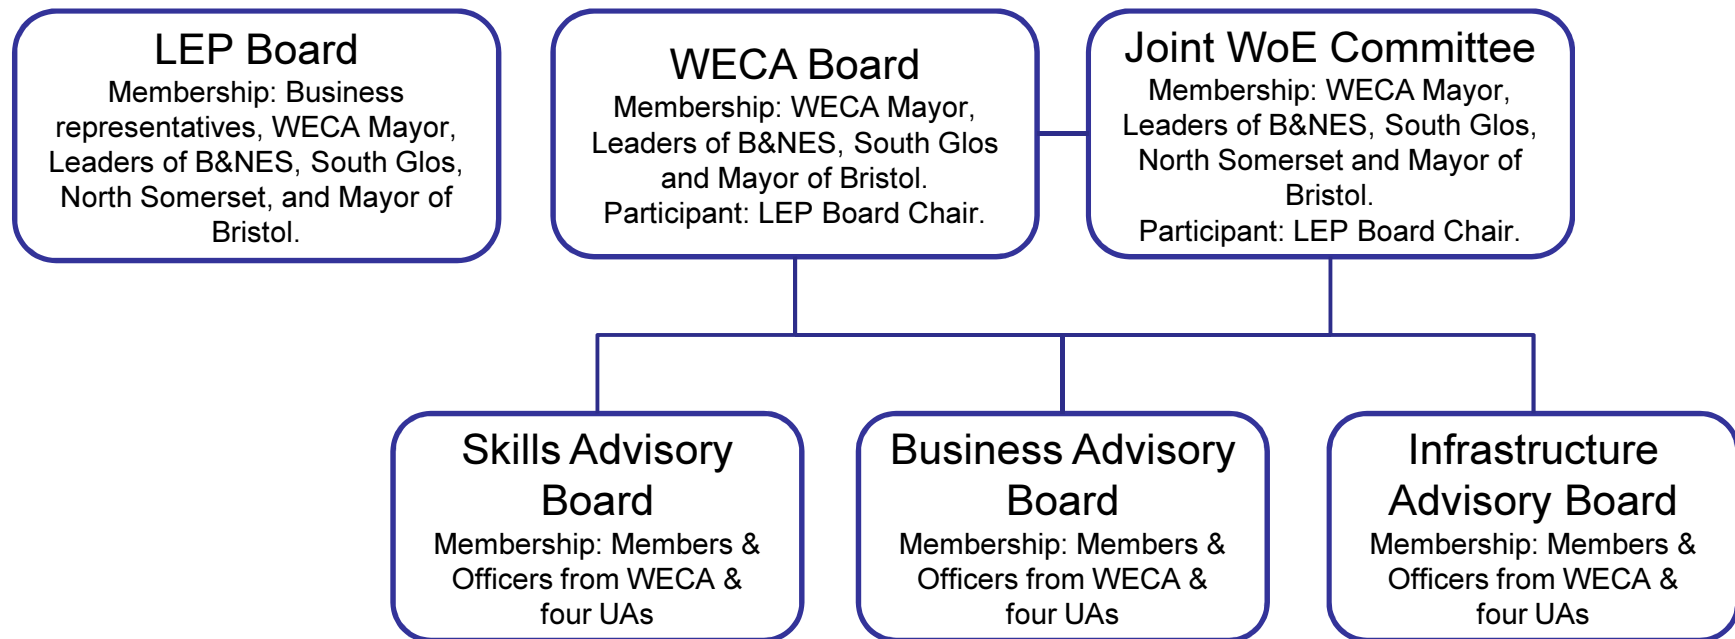 LEP Board
Membership: Business
representatives, WECA Mayor,
Leaders of B&NES, South Glos,
North Somerset, and Mayor of
Bristol.
WECA Board
Membership: WECA Mayor,
Leaders of B&NES, South Glos
and Mayor of Bristol.
Participant: LEP Board Chair.
Joint WoE Committee
Membership: WECA Mayor,
Leaders of B&NES, South Glos,
North Somerset and Mayor of
Bristol.
Participant: LEP Board Chair.
Skills Advisory
Board
Membership: Members &
Officers from WECA &
four UAs
Business Advisory
Board
Membership: Members &
Officers from WECA &
four UAs
Infrastructure
Advisory Board
Membership: Members &
Officers from WECA &
four UAs